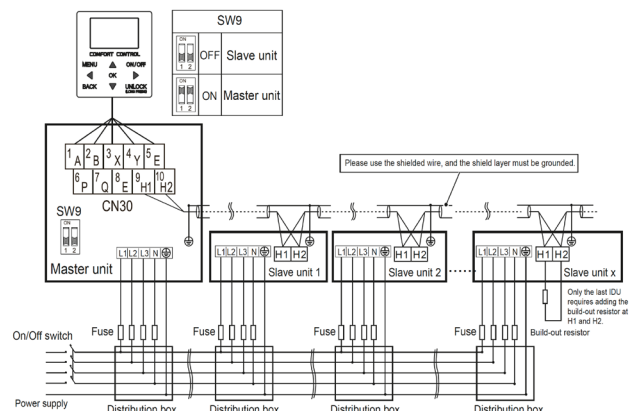 SW9
COMFORT CONTROL
MENU ON/OFF
OK
BACK UNLOCK
(LONG PRESS)
ON
1 2
OFF Slave unit
ON
1 2
ON Master unit
1 A 2 B 3 X 4 Y 5 E
6 P 7 Q 8 E 9 H1 10 H2
CN30
Please use the shielded wire, and the shield layer must be grounded.
SW9
ON
1 2
Master unit
L1 L2 L3 N
L1 L2 L3 N
H1 H2
Slave unit 1
L1 L2 L3 N
H1 H2
Slave unit 2
L1 L2 L3 N
H1 H2
Slave unit x
Only the last IDU
requires adding the
build-out resistor at
H1 and H2.
Build-out resistor
On/Off switch
Fuse
Fuse
Fuse
Fuse
Power supply
Distribution box
Distribution box
Distribution box
Distribution box